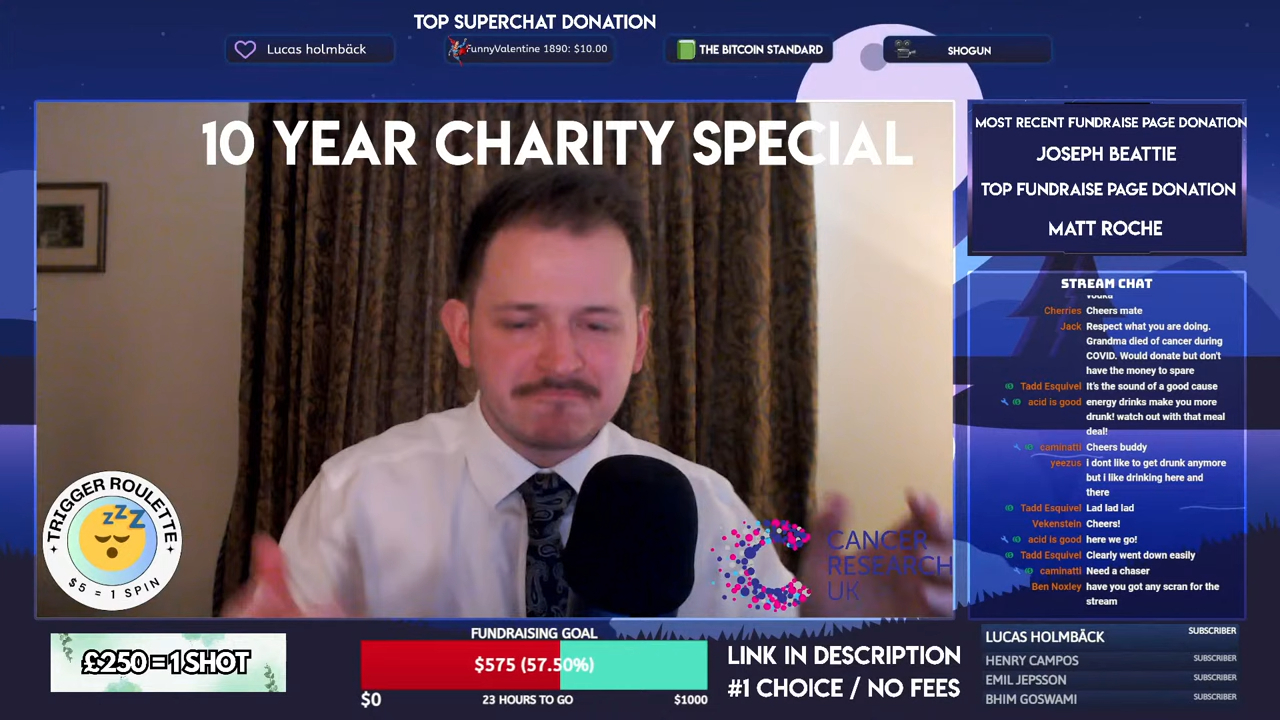 TOP SUPERCHAT DONATION
Lucas holmbäck
FunnyValentine 1890: $10.00
THE BITCOIN STANDARD
SHOGUN
10 YEAR CHARITY SPECIAL
MOST RECENT FUNDRAISE PAGE DONATION
JOSEPH BEATTIE
TOP FUNDRAISE PAGE DONATION
MATT ROCHE
STREAM CHAT
vodka
Cherries Cheers mate
Jack Respect what you are doing.
Grandma died of cancer during
COVID. Would donate but don't
have the money to spare
Tadd Esquivel It's the sound of a good cause
acid is good energy drinks make you more
drunk! watch out with that meal
deal!
caminatti Cheers buddy
yeezus I dont like to get drunk anymore
but i like drinking here and
there
Tadd Esquivel Lad lad lad
Vekenstein Cheers!
acid is good here we go!
Tadd Esquivel Clearly went down easily
caminatti Need a chaser
Ben Noxley have you got any scran for the
stream
TRIGGER ROULETTE
zzz
$5 = 1 SPIN
CANCER
RESEARCH
UK
£250 = 1 SHOT
FUNDRAISING GOAL
$575 (57.50%)
$0
23 HOURS TO GO
$1000
LINK IN DESCRIPTION
#1 CHOICE / NO FEES
LUCAS HOLMBÄCK SUBSCRIBER
HENRY CAMPOS SUBSCRIBER
EMIL JEPSSON SUBSCRIBER
BHIM GOSWAMI SUBSCRIBER